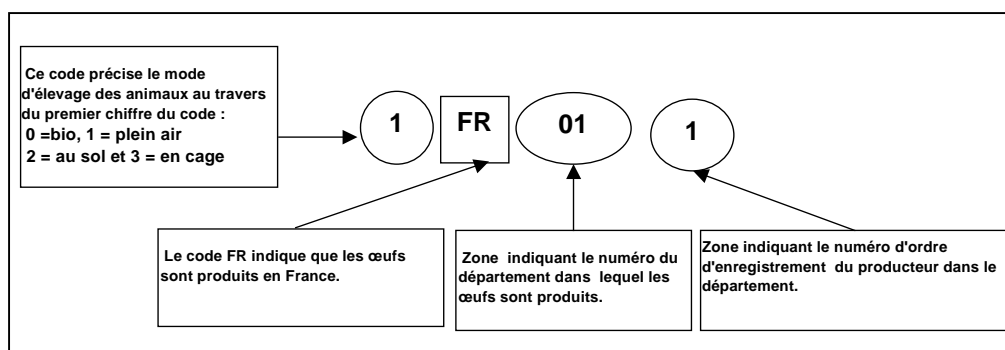 Ce code précise le mode
d'élevage des animaux au travers
du premier chiffre du code :
0 =bio, 1 = plein air
2 = au sol et 3 = en cage
1 FR 01 1
Le code FR indique que les œufs
sont produits en France.
Zone indiquant le numéro du
département dans lequel les
œufs sont produits.
Zone indiquant le numéro d'ordre
d'enregistrement du producteur dans le
département.